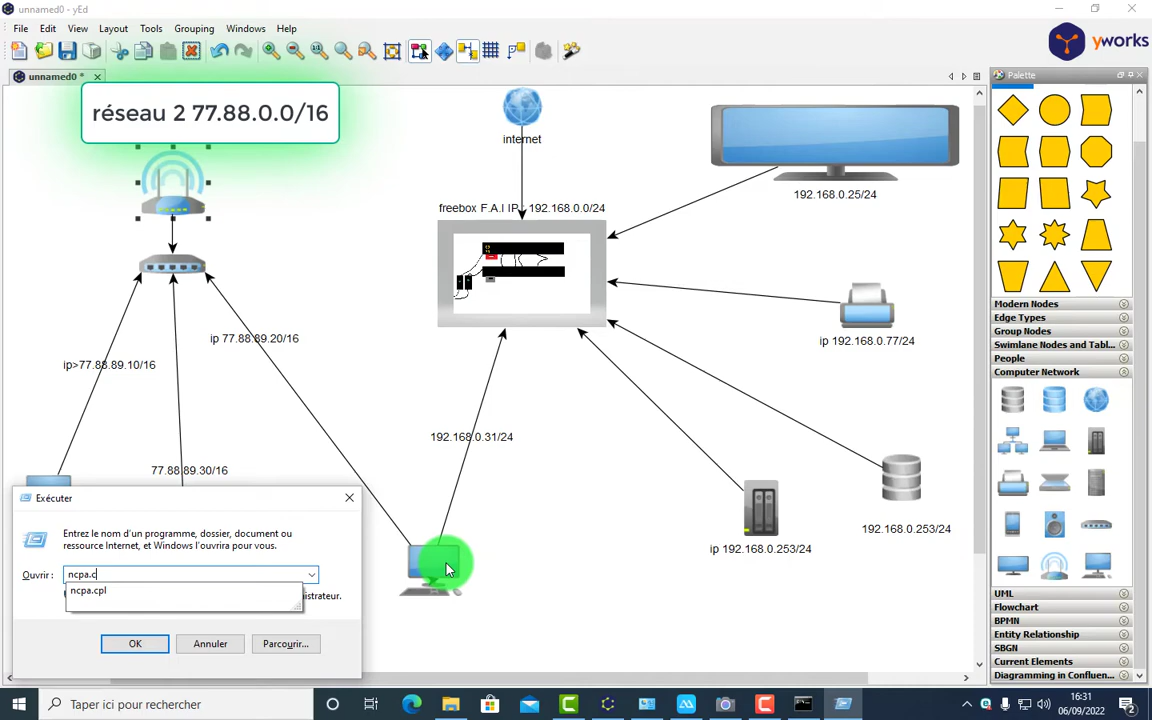 unnamed0 - yEd
File Edit View Layout Tools Grouping Windows Help
yworks
unnamed0 *
Palette
réseau 2 77.88.0.0/16
internet
192.168.0.25/24
freebox F.A.I IP : 192.168.0.0/24
ip 77.88.89.20/16
ip 192.168.0.77/24
ip>77.88.89.10/16
192.168.0.31/24
77.88.89.30/16
192.168.0.253/24
ip 192.168.0.253/24
Modern Nodes
Edge Types
Group Nodes
Swimlane Nodes and Tabl...
People
Computer Network
UML
Flowchart
BPMN
Entity Relationship
SBGN
Current Elements
Diagramming in Confluen...
Exécuter
Entrez le nom d'un programme, dossier, document ou
ressource Internet, et Windows l'ouvrira pour vous.
Ouvrir : ncpa.c
ncpa.cpl
istrateur.
OK Annuler Parcourir...
Taper ici pour rechercher
16:31
06/09/2022
2